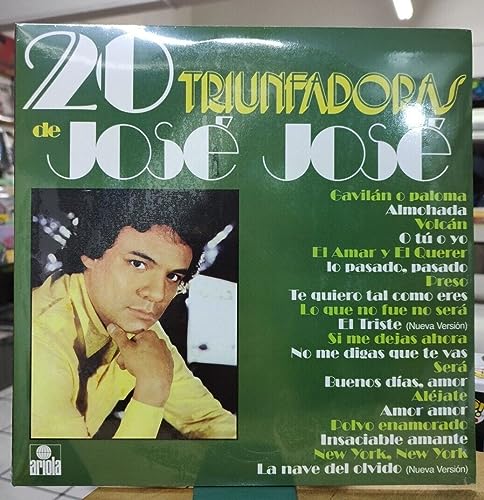 20 TRIUNFADORAS
de JOSÉ JOSÉ
Gavilán o paloma
Almohada
Volcán
O tú o yo
El Amar y El Querer
lo pasado, pasado
Preso
Te quiero tal como eres
Lo que no fue no será
El Triste (Nueva Versión)
Si me dejas ahora
No me digas que te vas
Será
Buenos días, amor
Aléjate
Amor amor
Polvo enamorado
Insaciable amante
New York, New York
La nave del olvido (Nueva Versión)
ariola